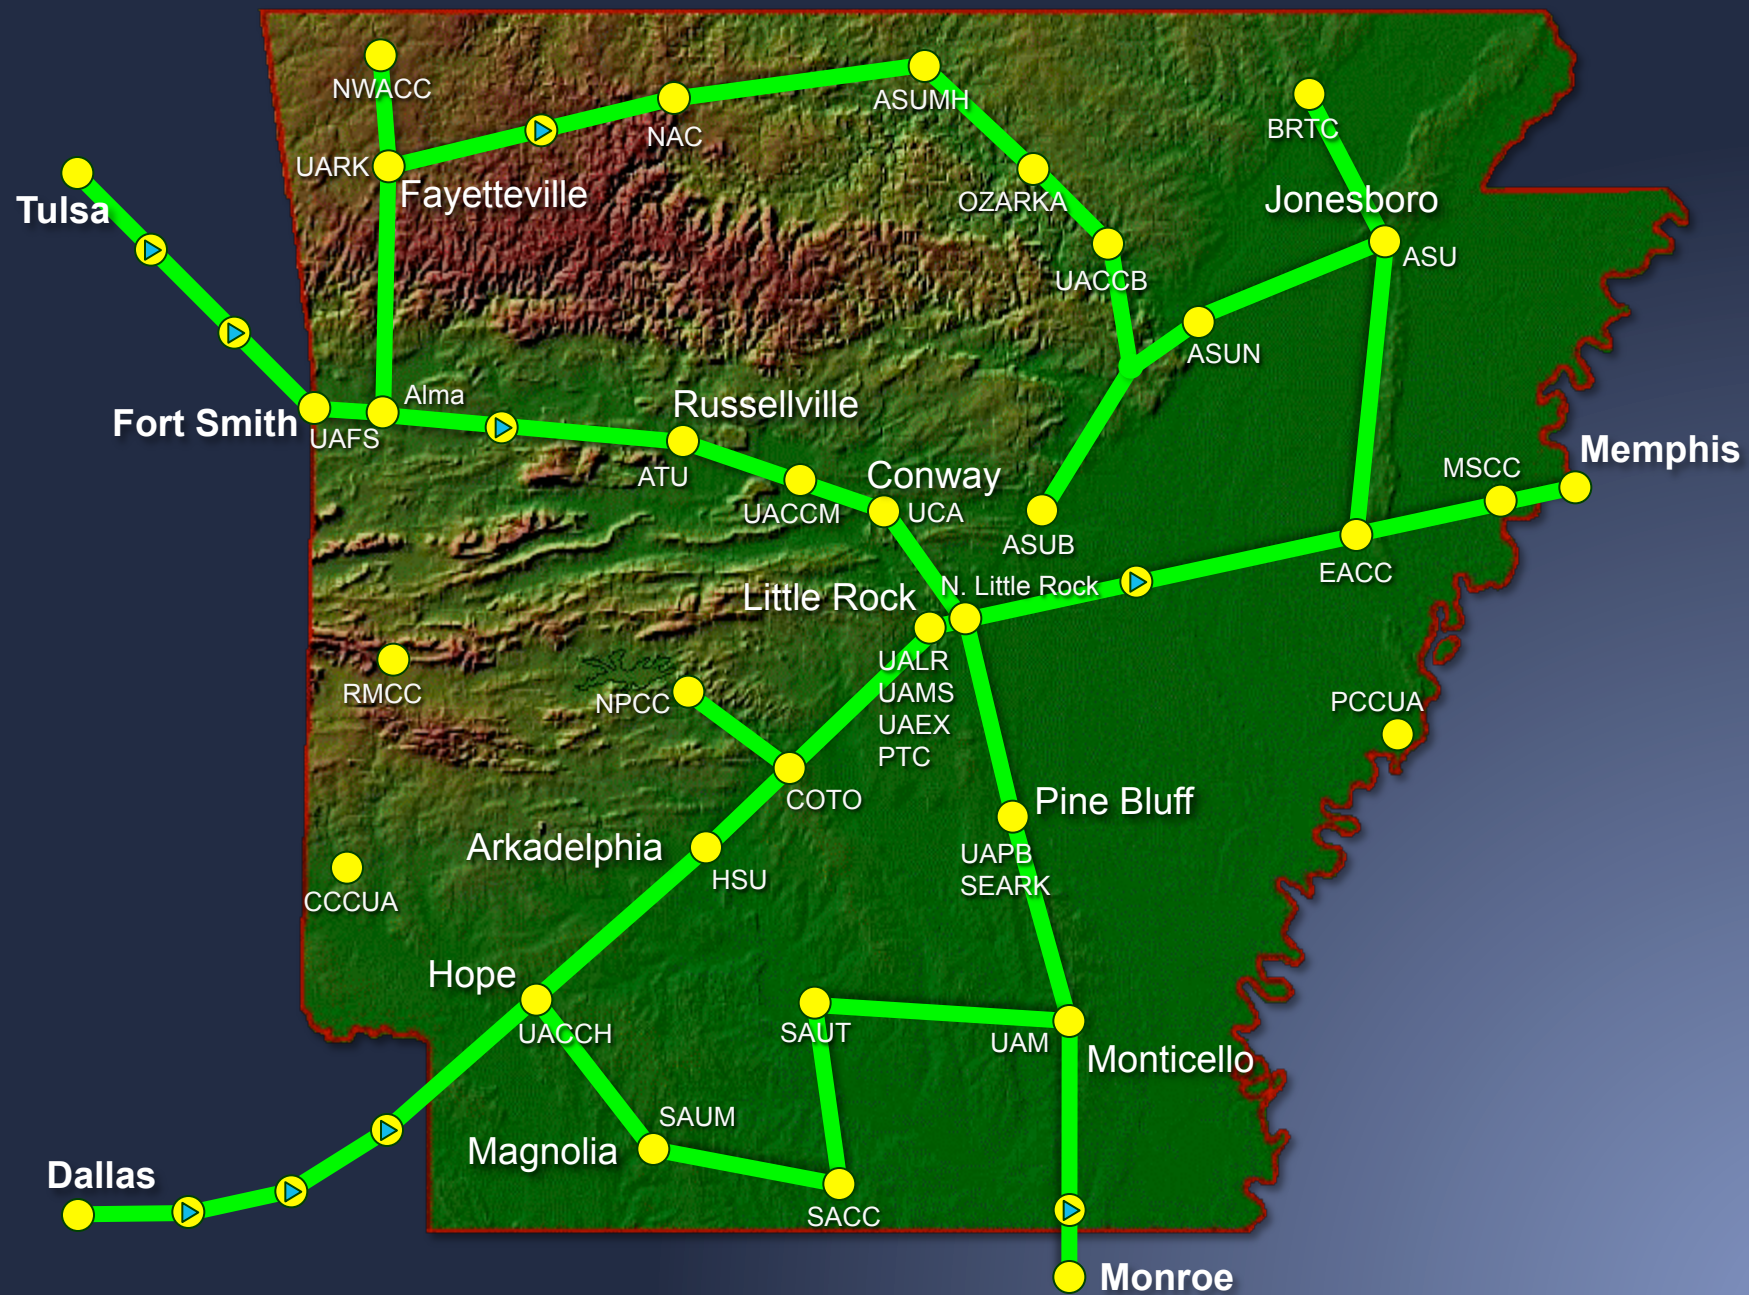 NWACC
ASUMH
NAC
BRTC
UARK
Fayetteville
OZARKA
Jonesboro
Tulsa
ASU
UACCB
ASUN
Alma
Russellville
Fort Smith
UAFS
Memphis
ATU
Conway
MSCC
UACCM
UCA
ASUB
EACC
N. Little Rock
Little Rock
UALR
UAMS
UAEX
PTC
RMCC
NPCC
PCCUA
COTO
Pine Bluff
Arkadelphia
UAPB
SEARK
HSU
CCCUA
Hope
UACCH
SAUT
UAM
Monticello
SAUM
Magnolia
Dallas
SACC
Monroe